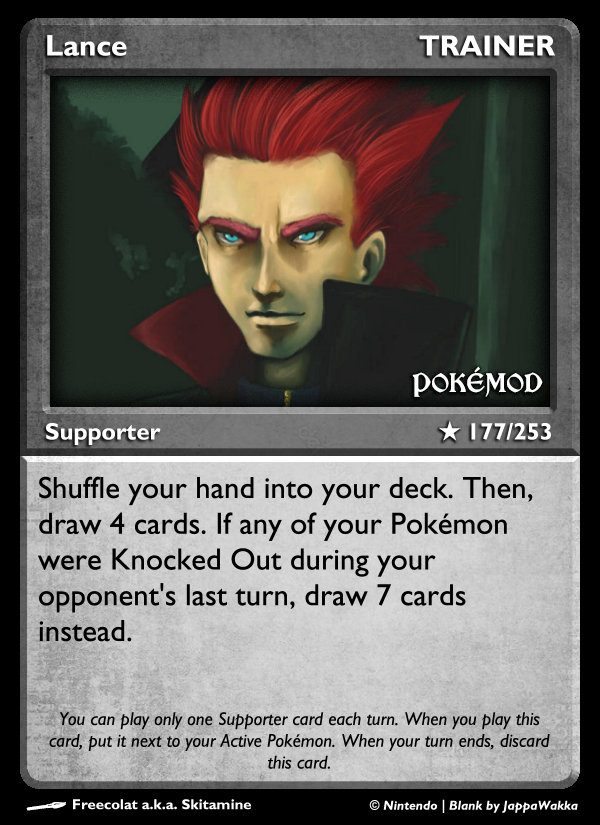 Lance TRAINER
POKÉMOD
Supporter ★ 177/253
Shuffle your hand into your deck. Then,
draw 4 cards. If any of your Pokémon
were Knocked Out during your
opponent's last turn, draw 7 cards
instead.
You can play only one Supporter card each turn. When you play this
card, put it next to your Active Pokémon. When your turn ends, discard
this card.
Freecolat a.k.a. Skitamine © Nintendo | Blank by JappaWakka